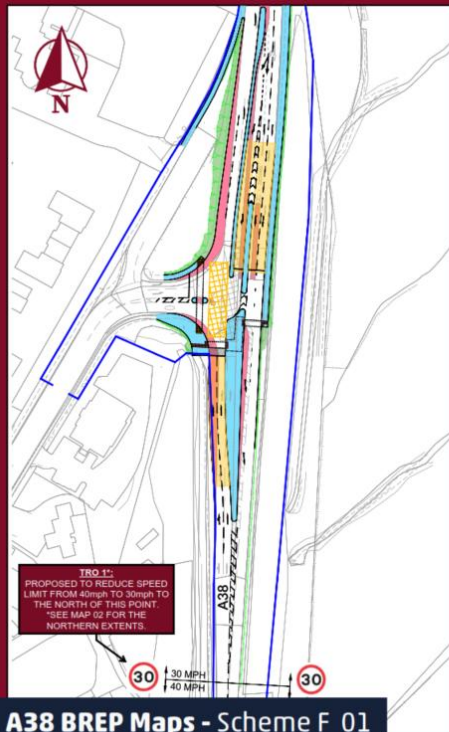 N
TRO 1*:
PROPOSED TO REDUCE SPEED
LIMIT FROM 40mph TO 30mph TO
THE NORTH OF THIS POINT.
*SEE MAP 02 FOR THE
NORTHERN EXTENTS.
A38
30
30 MPH
40 MPH
30
A38 BREP Maps - Scheme F_01